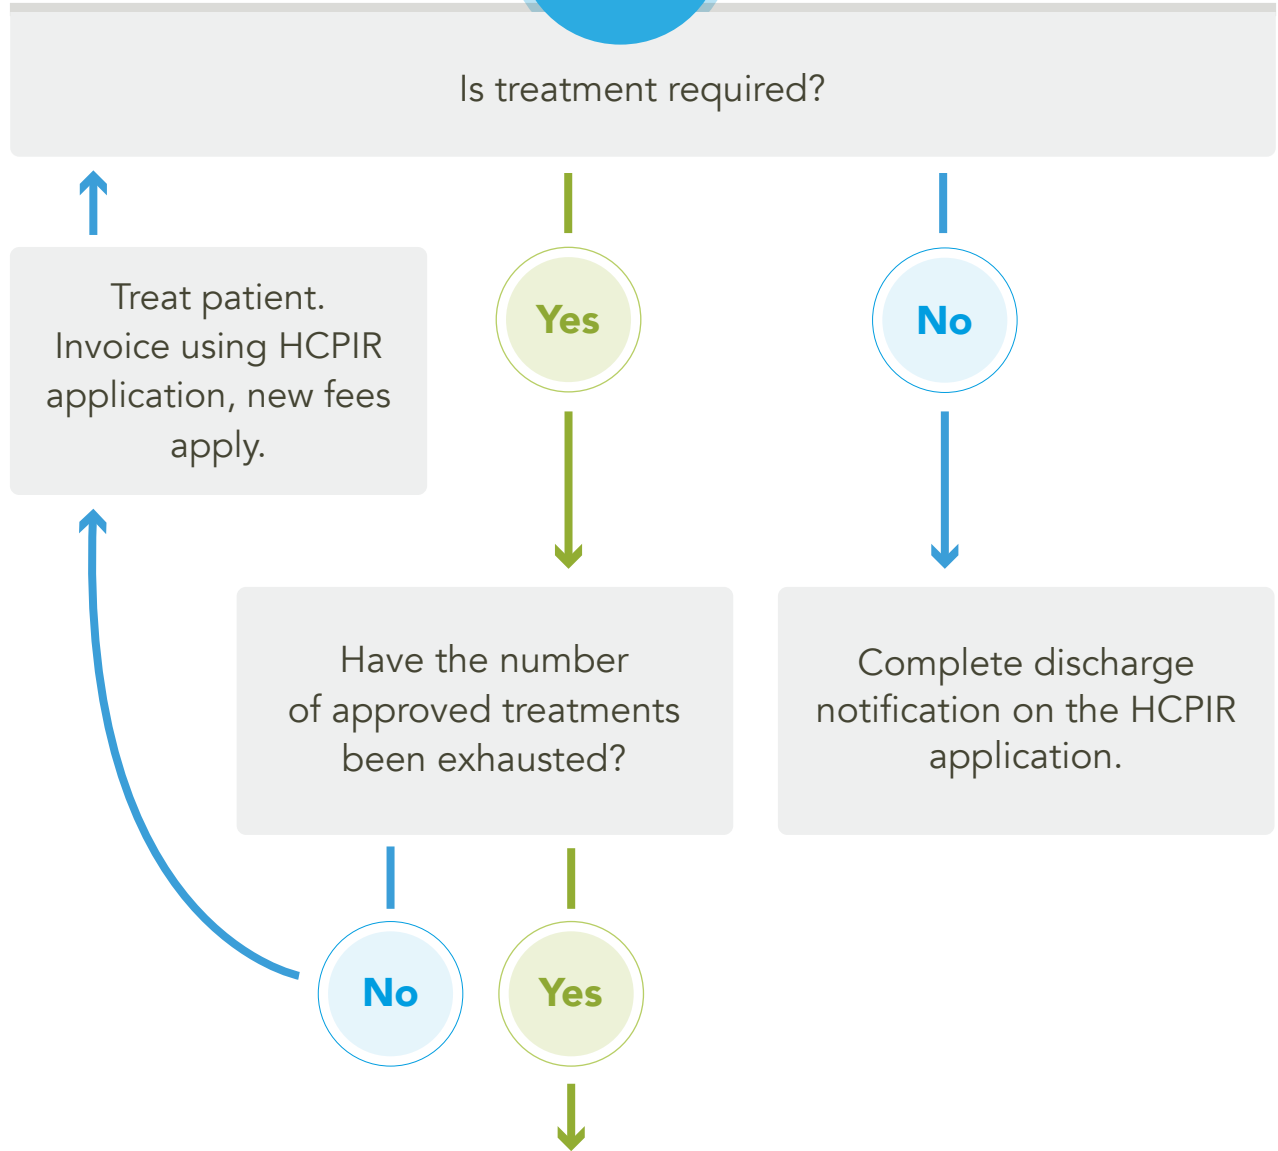 Is treatment required?
Treat patient.
Invoice using HCPIR
application, new fees
apply.
Yes
No
Have the number
of approved treatments
been exhausted?
Complete discharge
notification on the HCPIR
application.
No
Yes